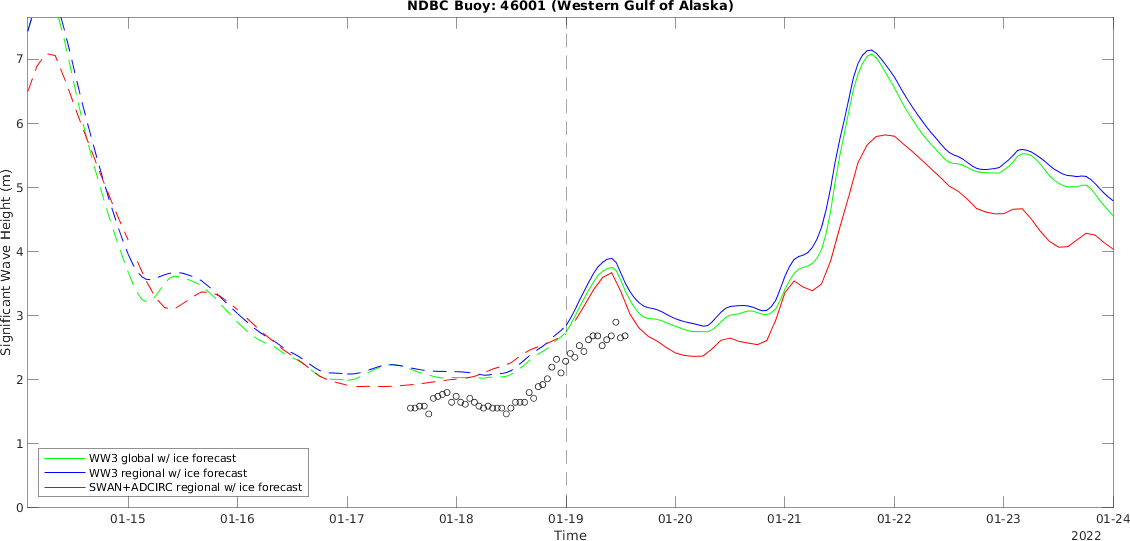 NDBC Buoy: 46001 (Western Gulf of Alaska)
7
6
5
4
3
2
1
0
Significant Wave Height (m)
WW3 global w/ ice forecast
WW3 regional w/ ice forecast
SWAN+ADCIRC regional w/ ice forecast
01-15 01-16 01-17 01-18 01-19 01-20 01-21 01-22 01-23 01-24
Time
2022